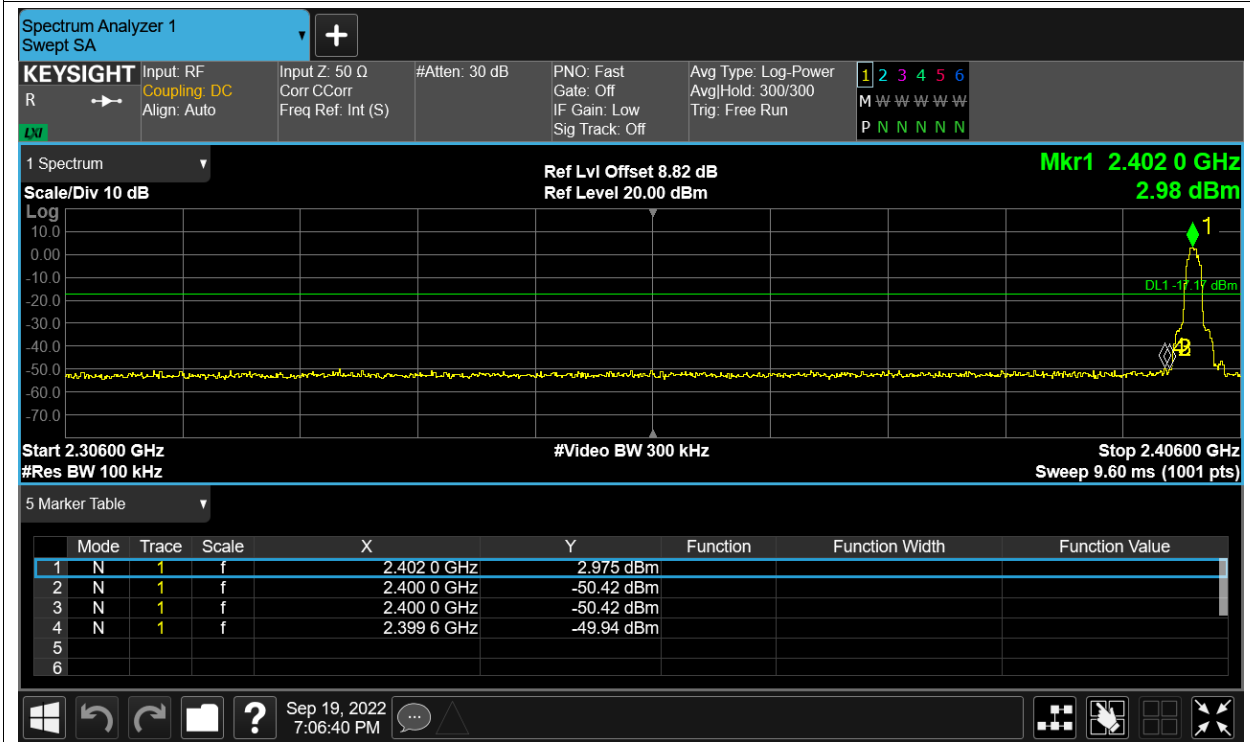 Spectrum Analyzer 1
Swept SA
+
KEYSIGHT
R
LXI
Input: RF
Coupling: DC
Align: Auto
Input Z: 50 Ω
Corr CCorr
Freq Ref: Int (S)
#Atten: 30 dB
PNO: Fast
Gate: Off
IF Gain: Low
Sig Track: Off
Avg Type: Log-Power
Avg|Hold: 300/300
Trig: Free Run
1 2 3 4 5 6
M W W W W W
P N N N N N
1 Spectrum
Scale/Div 10 dB
Ref Lvl Offset 8.82 dB
Ref Level 20.00 dBm
Mkr1 2.402 0 GHz
2.98 dBm
Log
10.0
0.00
-10.0
-20.0
-30.0
-40.0
-50.0
-60.0
-70.0
1
DL1 -17.17 dBm
Start 2.30600 GHz
#Res BW 100 kHz
#Video BW 300 kHz
Stop 2.40600 GHz
Sweep 9.60 ms (1001 pts)
5 Marker Table
Mode Trace Scale X Y Function Function Width Function Value
1 N 1 f 2.402 0 GHz 2.975 dBm
2 N 1 f 2.400 0 GHz -50.42 dBm
3 N 1 f 2.400 0 GHz -50.42 dBm
4 N 1 f 2.399 6 GHz -49.94 dBm
5
6
?
Sep 19, 2022
7:06:40 PM